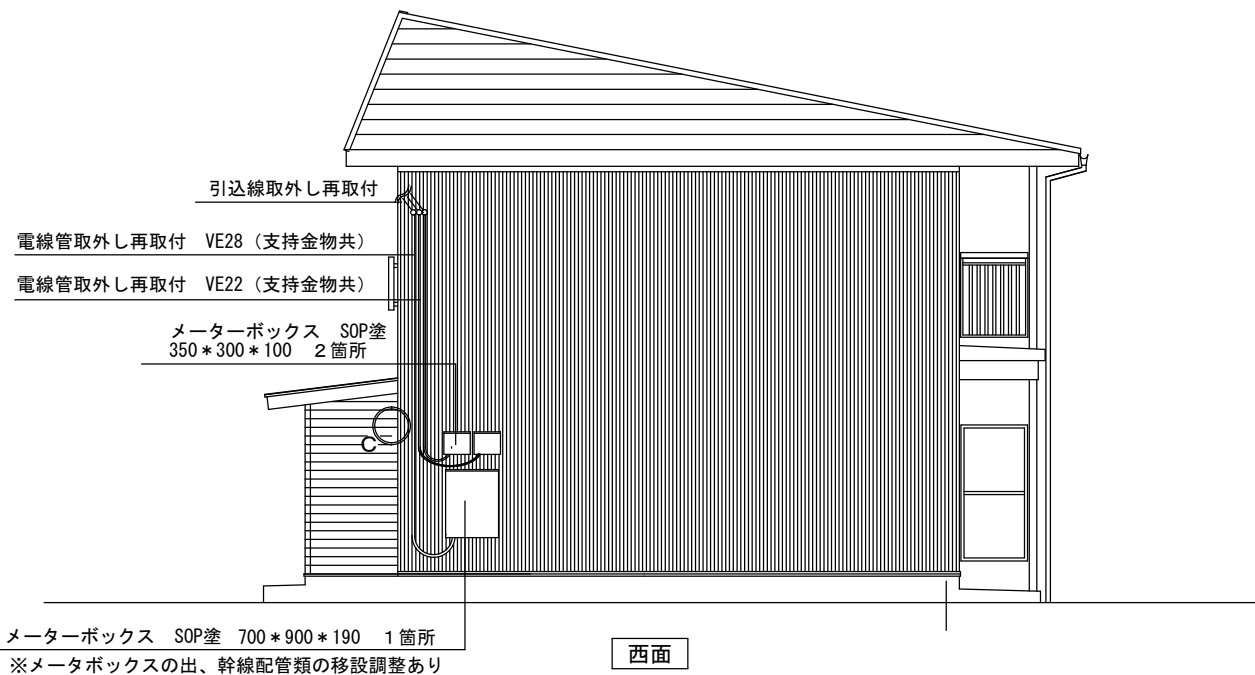 引込線取外し再取付
電線管取外し再取付　VE28（支持金物共）
電線管取外し再取付　VE22（支持金物共）
メーターボックス　SOP塗
350＊300＊100　２箇所
C
メーターボックス　SOP塗　700＊900＊190　１箇所
※メータボックスの出、幹線配管類の移設調整あり
西面